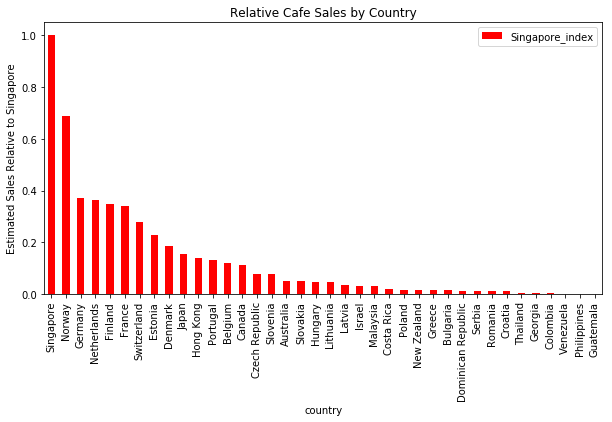 Relative Cafe Sales by Country
Singapore_index
Estimated Sales Relative to Singapore
1.0
0.8
0.6
0.4
0.2
0.0
Singapore
Norway
Germany
Netherlands
Finland
France
Switzerland
Estonia
Denmark
Japan
Hong Kong
Portugal
Belgium
Canada
Czech Republic
Slovenia
Australia
Slovakia
Hungary
Lithuania
Latvia
Israel
Malaysia
Costa Rica
Poland
New Zealand
Greece
Bulgaria
Dominican Republic
Serbia
Romania
Croatia
Thailand
Georgia
Colombia
Venezuela
Philippines
Guatemala
country